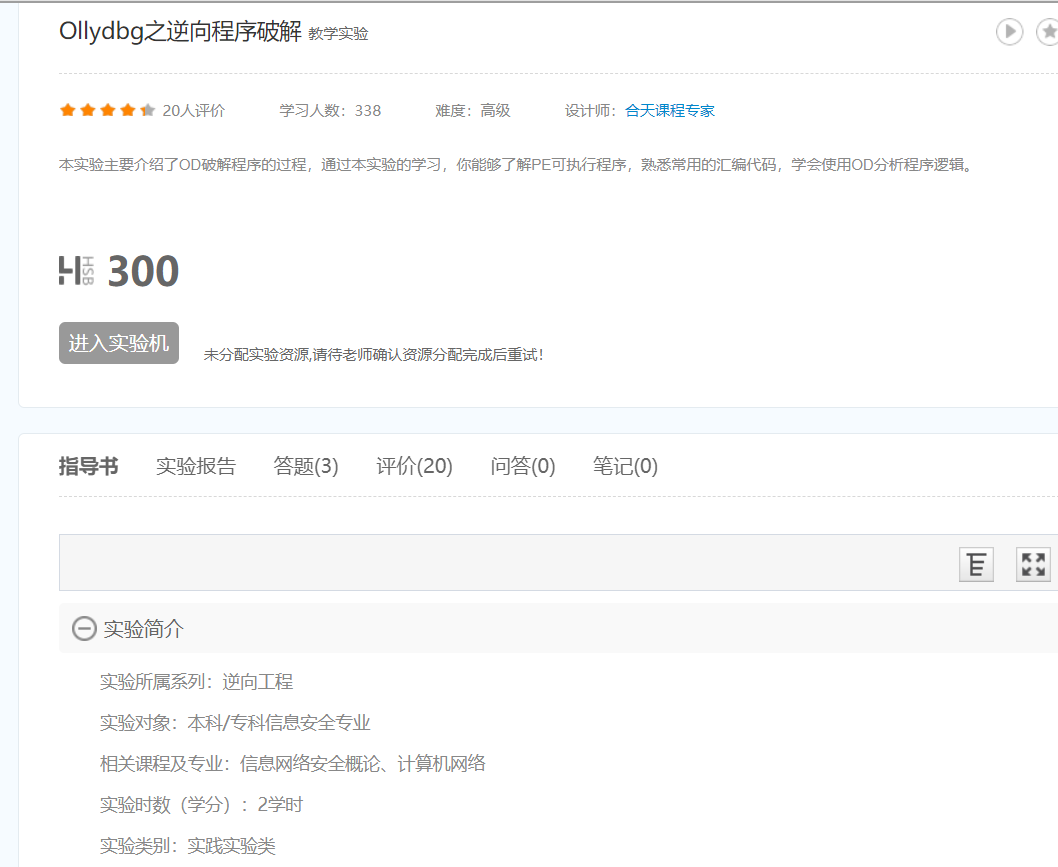 Ollydbg之逆向程序破解 教学实验
20人评价 学习人数：338 难度：高级 设计师：合天课程专家
本实验主要介绍了OD破解程序的过程，通过本实验的学习，你能够了解PE可执行程序，熟悉常用的汇编代码，学会使用OD分析程序逻辑。
HSB 300
进入实验机 未分配实验资源,请待老师确认资源分配完成后重试！
指导书 实验报告 答题(3) 评价(20) 问答(0) 笔记(0)
实验简介
实验所属系列：逆向工程
实验对象：本科/专科信息安全专业
相关课程及专业：信息网络安全概论、计算机网络
实验时数（学分）：2学时
实验类别：实践实验类